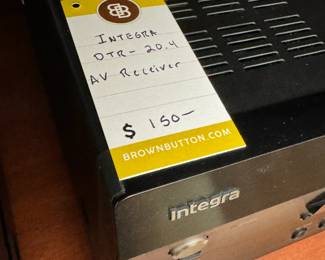 INTEGRA
DTR-20.4
AV Receiver
$ 150-
BROWNBUTTON.COM
Integra